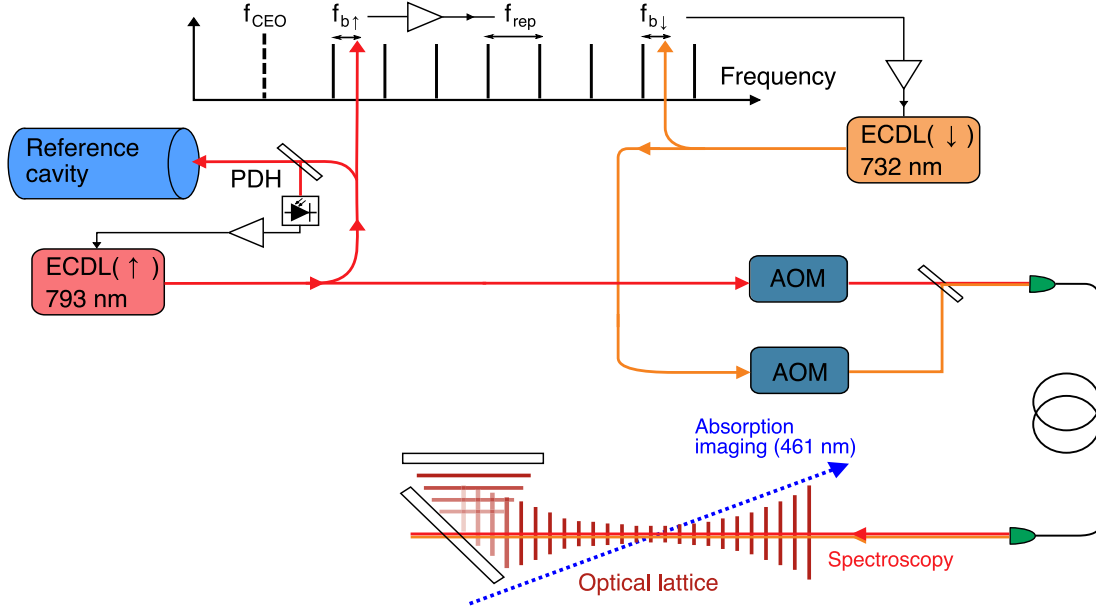 f_CEO
f_b↑
f_rep
f_b↓
Frequency
Reference
cavity
PDH
ECDL(↓)
732 nm
ECDL(↑)
793 nm
AOM
AOM
Absorption
imaging (461 nm)
Spectroscopy
Optical lattice